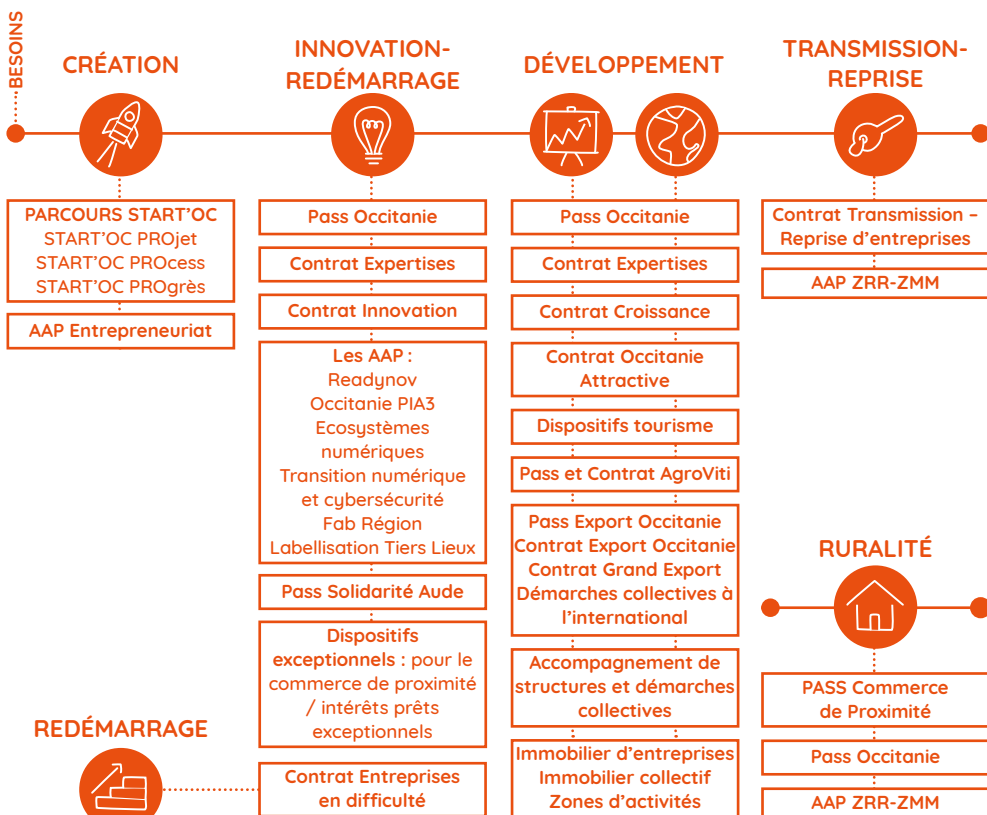 BESOINS
CRÉATION
PARCOURS START'OC
START'OC PROjet
START'OC PROcess
START'OC PROgrès
AAP Entrepreneuriat
INNOVATION-
REDÉMARRAGE
Pass Occitanie
Contrat Expertises
Contrat Innovation
Les AAP :
Readynov
Occitanie PIA3
Ecosystèmes
numériques
Transition numérique
et cybersécurité
Fab Région
Labellisation Tiers Lieux
Pass Solidarité Aude
Dispositifs
exceptionnels : pour le
commerce de proximité
/ intérêts prêts
exceptionnels
REDÉMARRAGE
Contrat Entreprises
en difficulté
DÉVELOPPEMENT
Pass Occitanie
Contrat Expertises
Contrat Croissance
Contrat Occitanie
Attractive
Dispositifs tourisme
Pass et Contrat AgroViti
Pass Export Occitanie
Contrat Export Occitanie
Contrat Grand Export
Démarches collectives à
l'international
Accompagnement de
structures et démarches
collectives
Immobilier d'entreprises
Immobilier collectif
Zones d'activités
TRANSMISSION-
REPRISE
Contrat Transmission –
Reprise d'entreprises
AAP ZRR-ZMM
RURALITÉ
PASS Commerce
de Proximité
Pass Occitanie
AAP ZRR-ZMM